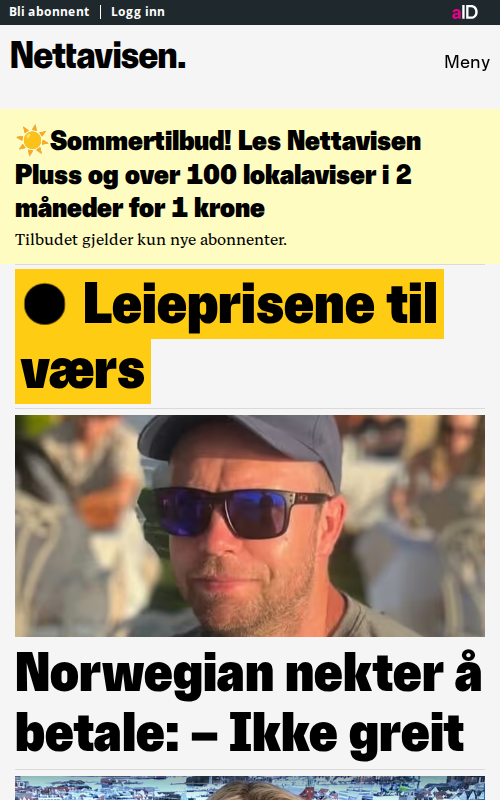 Bli abonnent | Logg inn
aID
Nettavisen.
Meny
☀️Sommertilbud! Les Nettavisen
Pluss og over 100 lokalaviser i 2
måneder for 1 krone
Tilbudet gjelder kun nye abonnenter.
● Leieprisene til
værs
Norwegian nekter å
betale: – Ikke greit